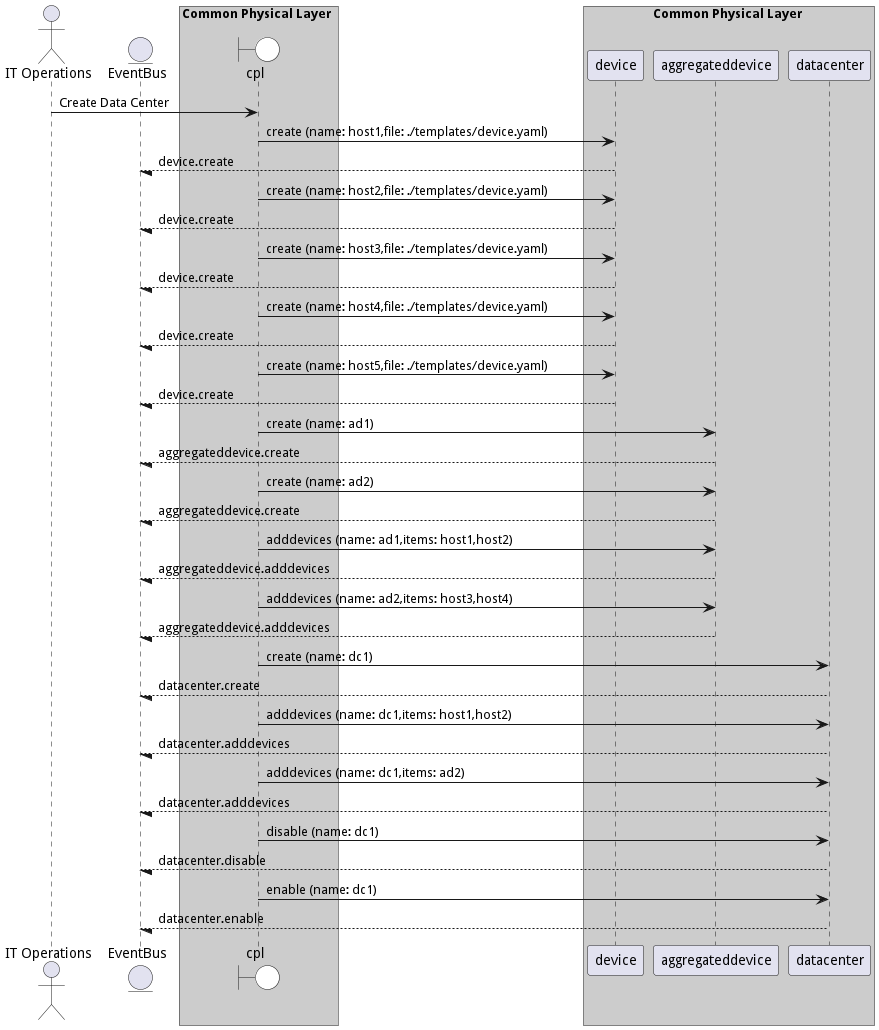 Common Physical Layer
Common Physical Layer
IT Operations
EventBus
cpl
device
aggregateddevice
datacenter
Create Data Center
create (name: host1,file: ./templates/device.yaml)
device.create
create (name: host2,file: ./templates/device.yaml)
device.create
create (name: host3,file: ./templates/device.yaml)
device.create
create (name: host4,file: ./templates/device.yaml)
device.create
create (name: host5,file: ./templates/device.yaml)
device.create
create (name: ad1)
aggregateddevice.create
create (name: ad2)
aggregateddevice.create
adddevices (name: ad1,items: host1,host2)
aggregateddevice.adddevices
adddevices (name: ad2,items: host3,host4)
aggregateddevice.adddevices
create (name: dc1)
datacenter.create
adddevices (name: dc1,items: host1,host2)
datacenter.adddevices
adddevices (name: dc1,items: ad2)
datacenter.adddevices
disable (name: dc1)
datacenter.disable
enable (name: dc1)
datacenter.enable
IT Operations
EventBus
cpl
device
aggregateddevice
datacenter